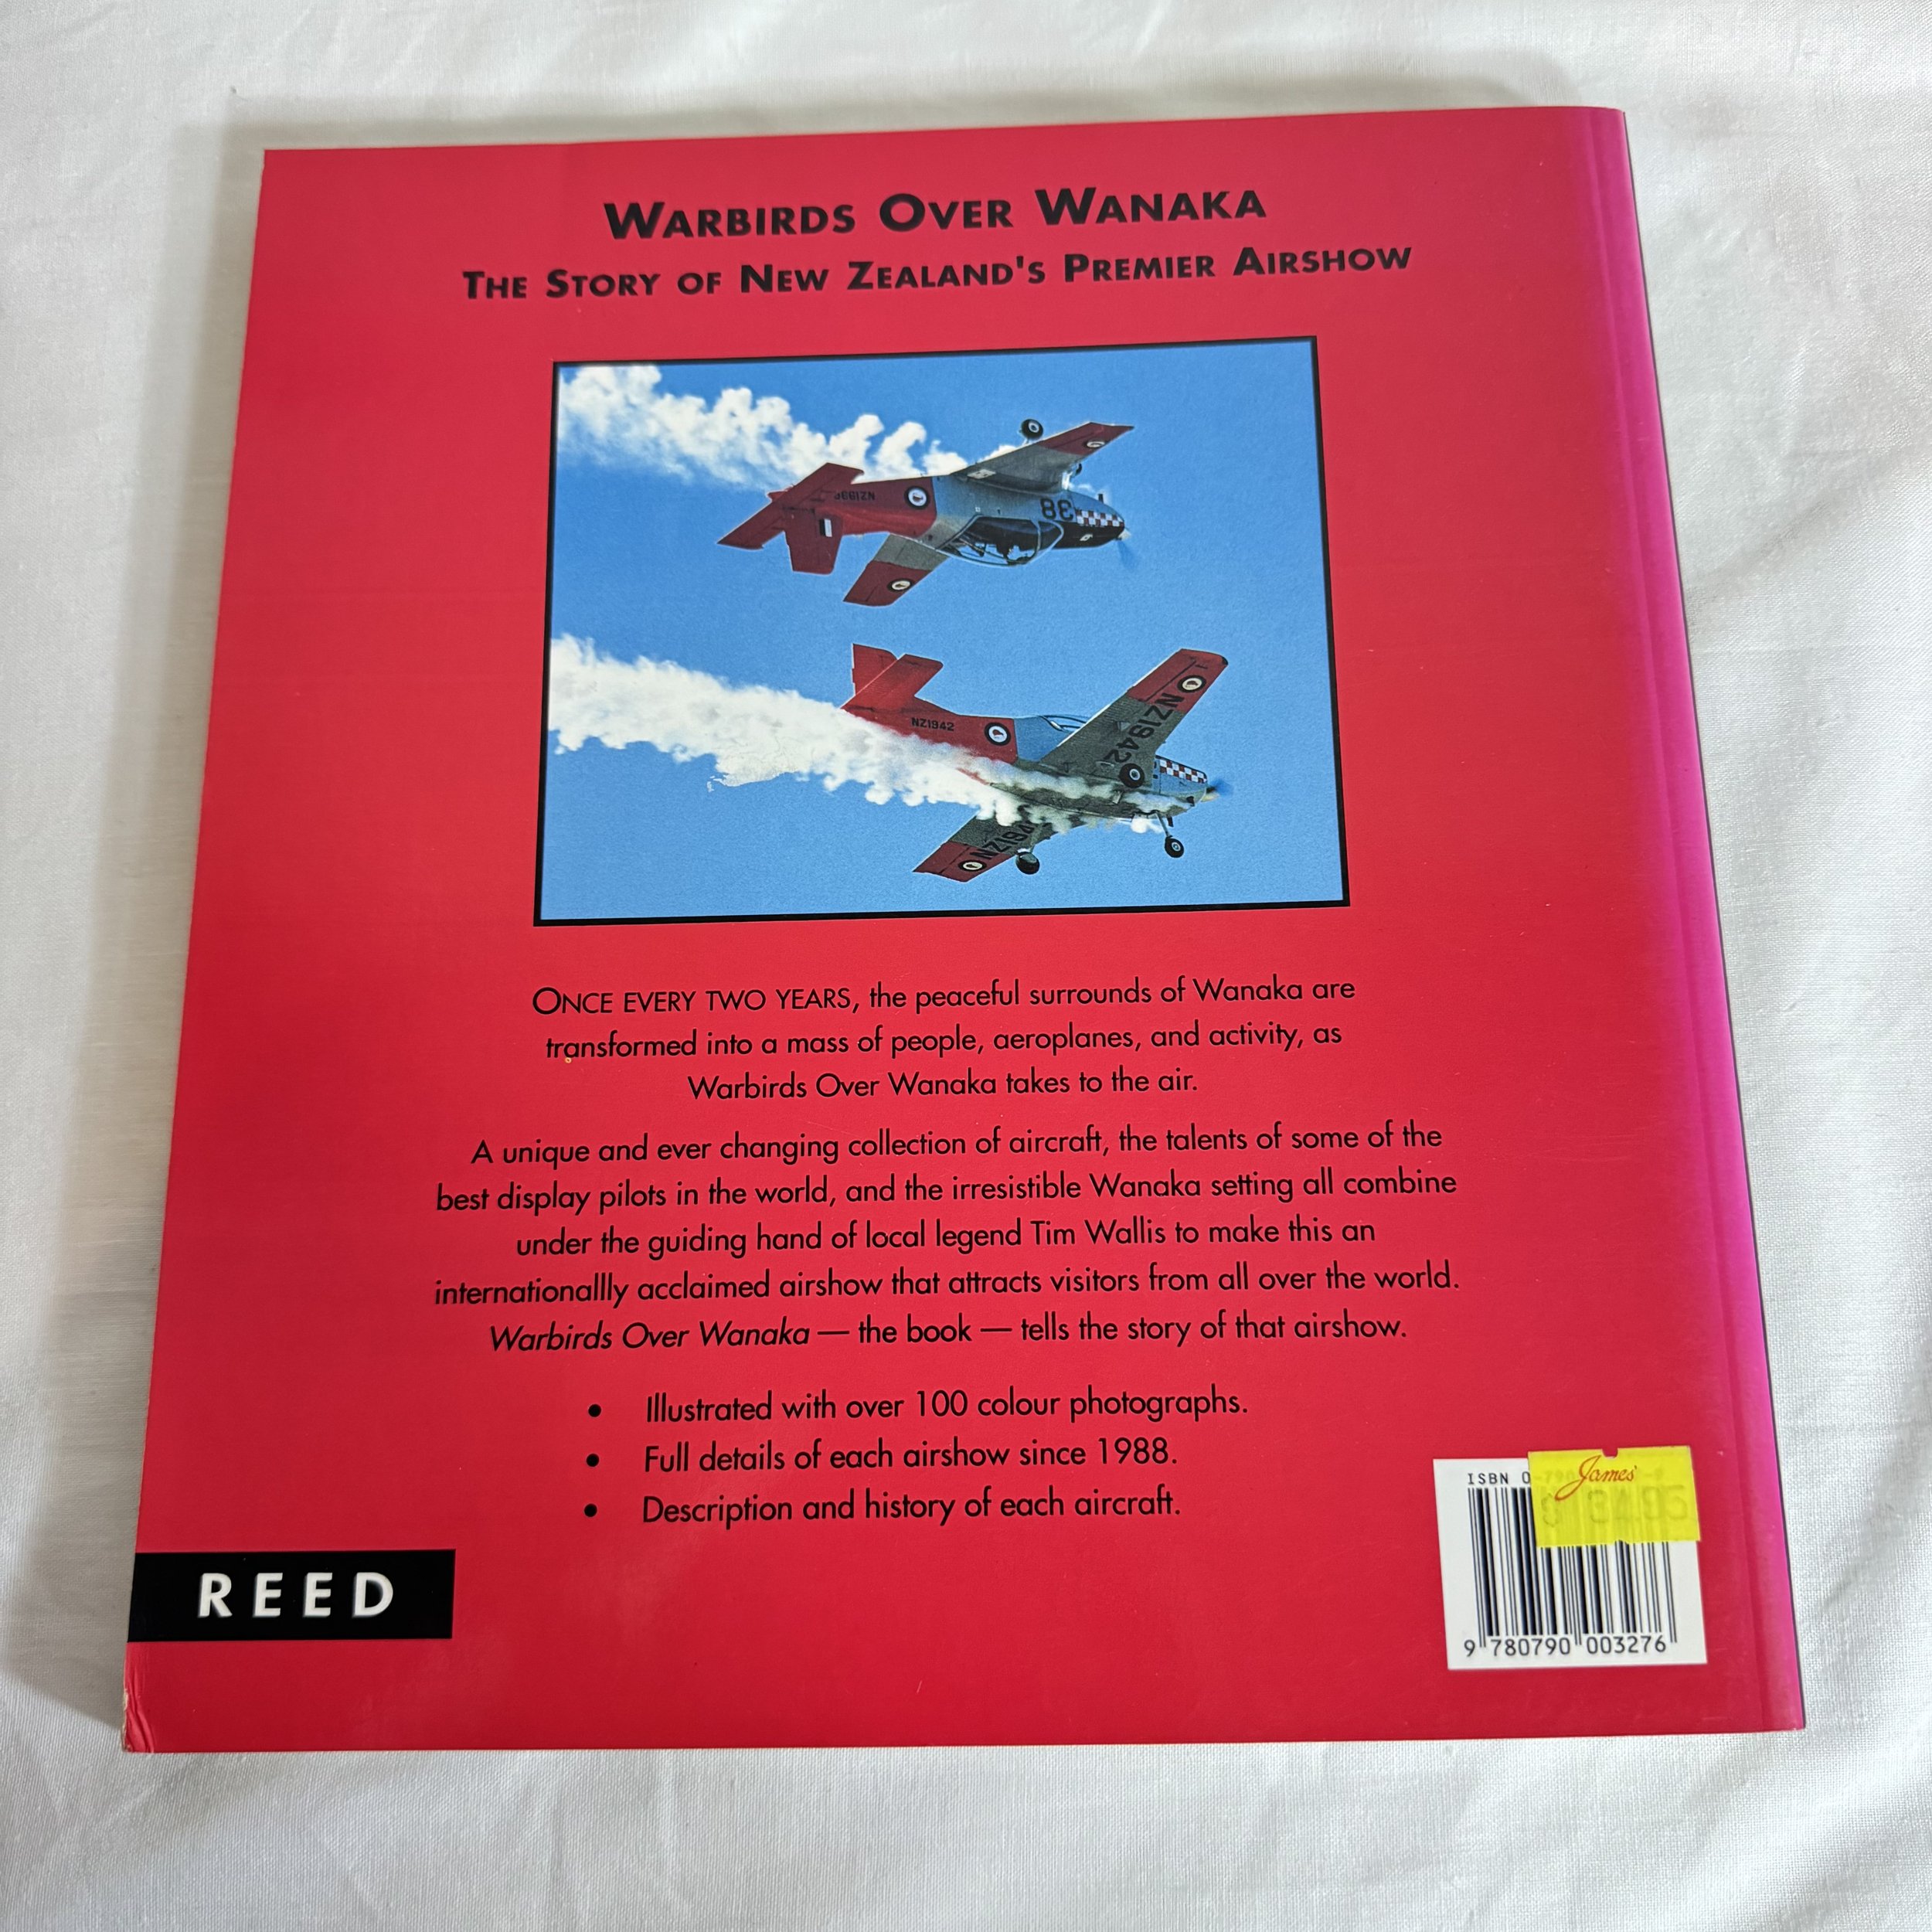 WARBIRDS OVER WANAKA
THE STORY OF NEW ZEALAND'S PREMIER AIRSHOW
38
NZ1942
NZ1942
ONCE EVERY TWO YEARS, the peaceful surrounds of Wanaka are
transformed into a mass of people, aeroplanes, and activity, as
Warbirds Over Wanaka takes to the air.
A unique and ever changing collection of aircraft, the talents of some of the
best display pilots in the world, and the irresistible Wanaka setting all combine
under the guiding hand of local legend Tim Wallis to make this an
internationallly acclaimed airshow that attracts visitors from all over the world.
Warbirds Over Wanaka — the book — tells the story of that airshow.
• Illustrated with over 100 colour photographs.
• Full details of each airshow since 1988.
• Description and history of each aircraft.
REED
ISBN 0
James'
9 780790 003276